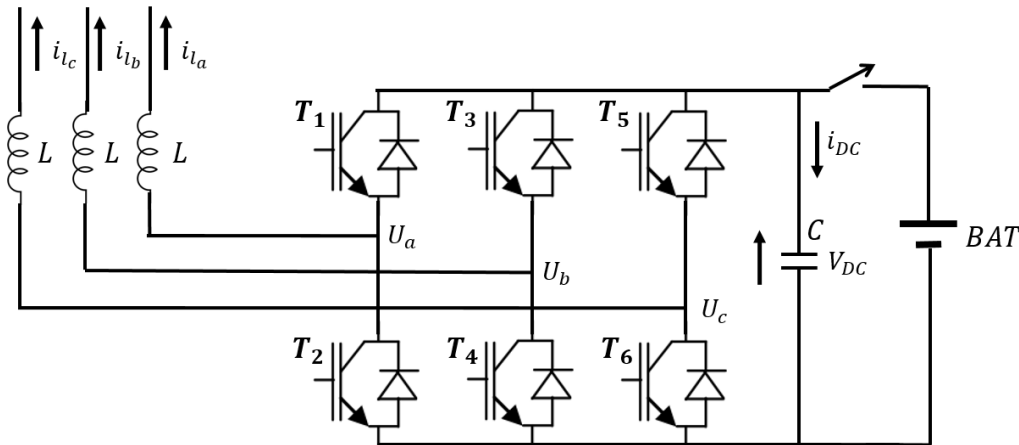 i_{l_c} i_{l_b} i_{l_a}
L L L
T_1 T_3 T_5
i_{DC}
U_a
U_b
U_c
C
V_{DC}
BAT
T_2 T_4 T_6